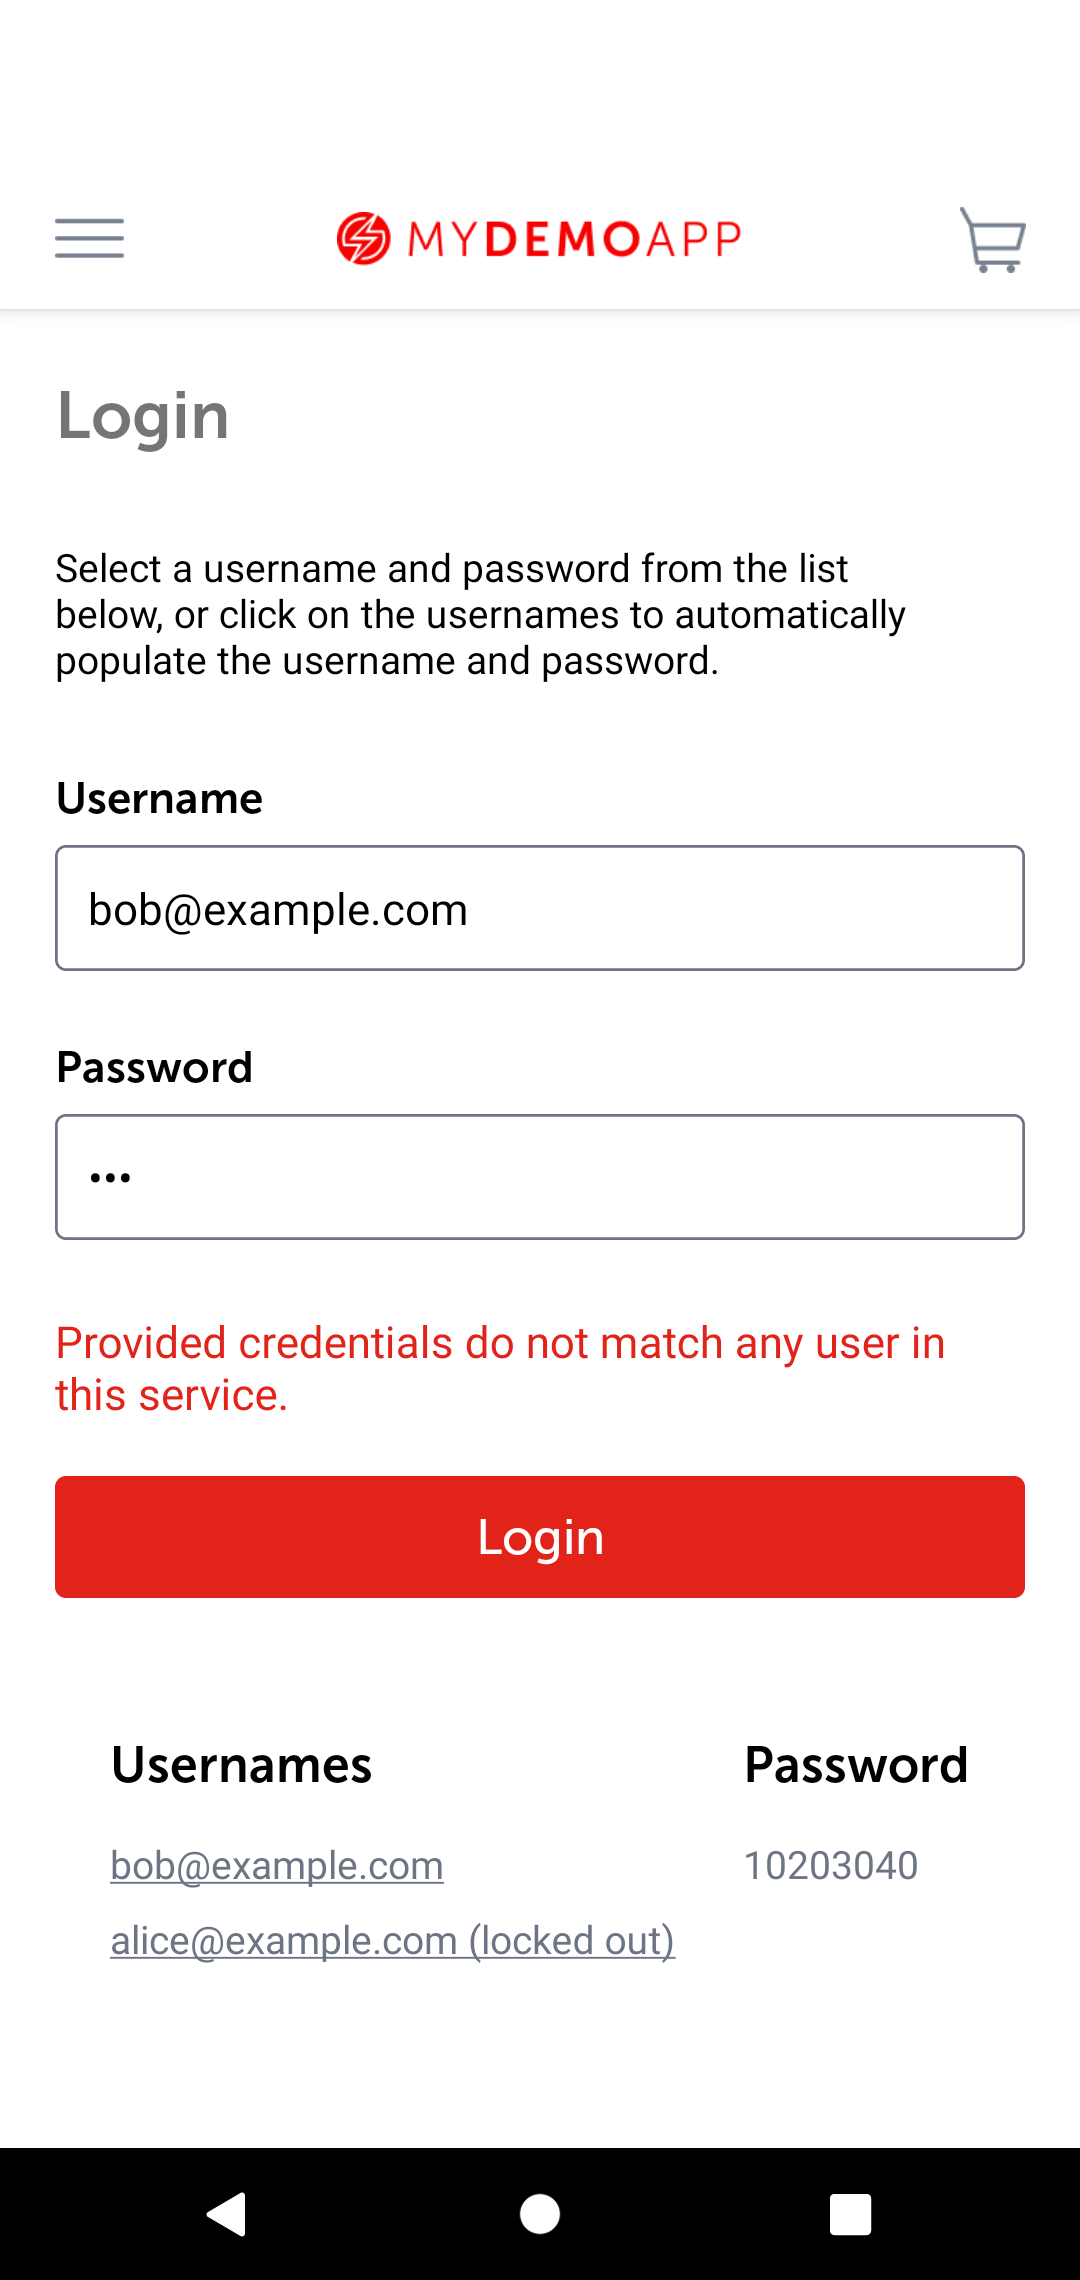 MYDEMOAPP
Login
Select a username and password from the list
below, or click on the usernames to automatically
populate the username and password.
Username
bob@example.com
Password
•••
Provided credentials do not match any user in
this service.
Login
Usernames Password
bob@example.com 10203040
alice@example.com (locked out)